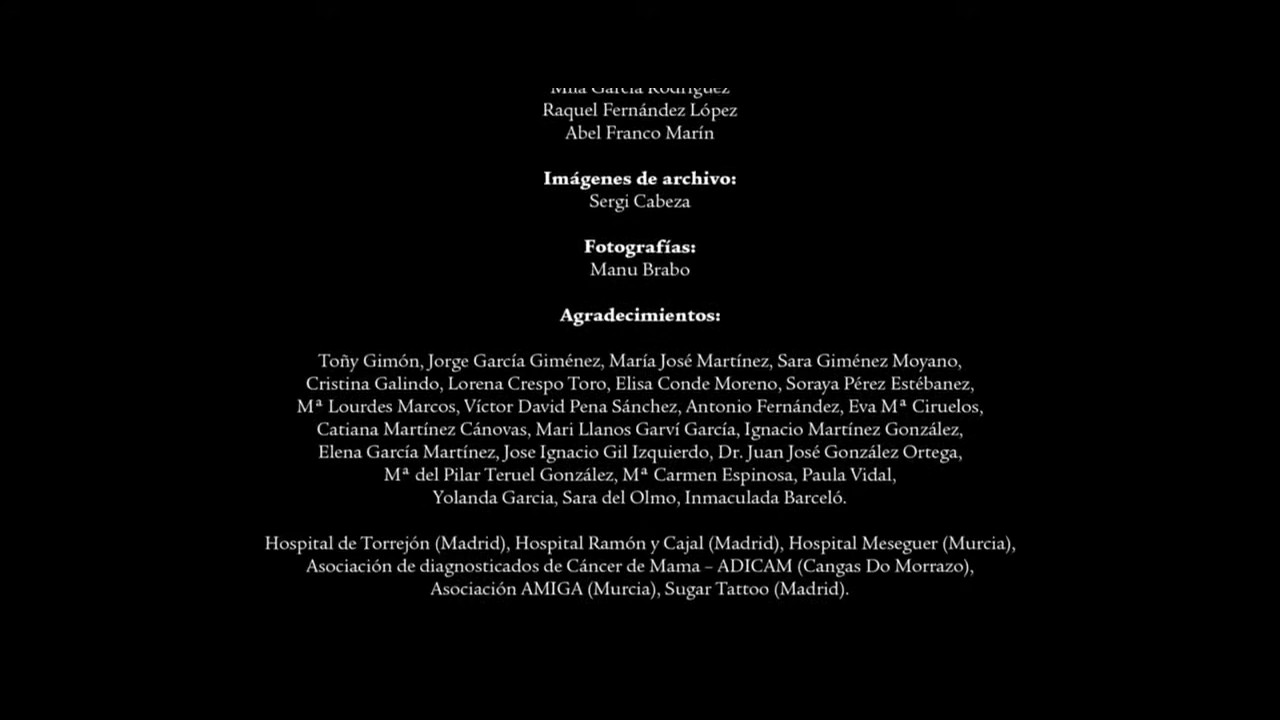 Mila García Rodríguez
Raquel Fernández López
Abel Franco Marín
Imágenes de archivo:
Sergi Cabeza
Fotografías:
Manu Brabo
Agradecimientos:
Toñy Gimón, Jorge García Giménez, María José Martínez, Sara Giménez Moyano,
Cristina Galindo, Lorena Crespo Toro, Elisa Conde Moreno, Soraya Pérez Estébanez,
Mª Lourdes Marcos, Víctor David Pena Sánchez, Antonio Fernández, Eva Mª Ciruelos,
Catiana Martínez Cánovas, Mari Llanos Garví García, Ignacio Martínez González,
Elena García Martínez, Jose Ignacio Gil Izquierdo, Dr. Juan José González Ortega,
Mª del Pilar Teruel González, Mª Carmen Espinosa, Paula Vidal,
Yolanda Garcia, Sara del Olmo, Inmaculada Barceló.
Hospital de Torrejón (Madrid), Hospital Ramón y Cajal (Madrid), Hospital Meseguer (Murcia),
Asociación de diagnosticados de Cáncer de Mama – ADICAM (Cangas Do Morrazo),
Asociación AMIGA (Murcia), Sugar Tattoo (Madrid).